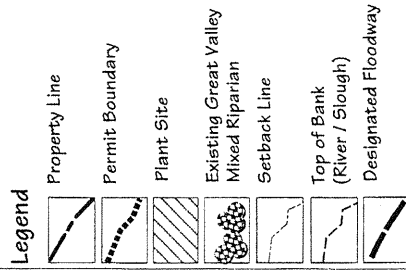 Legend
Property Line
Permit Boundary
Plant Site
Existing Great Valley
Mixed Riparian
Setback Line
Top of Bank
(River / Slough)
Designated Floodway